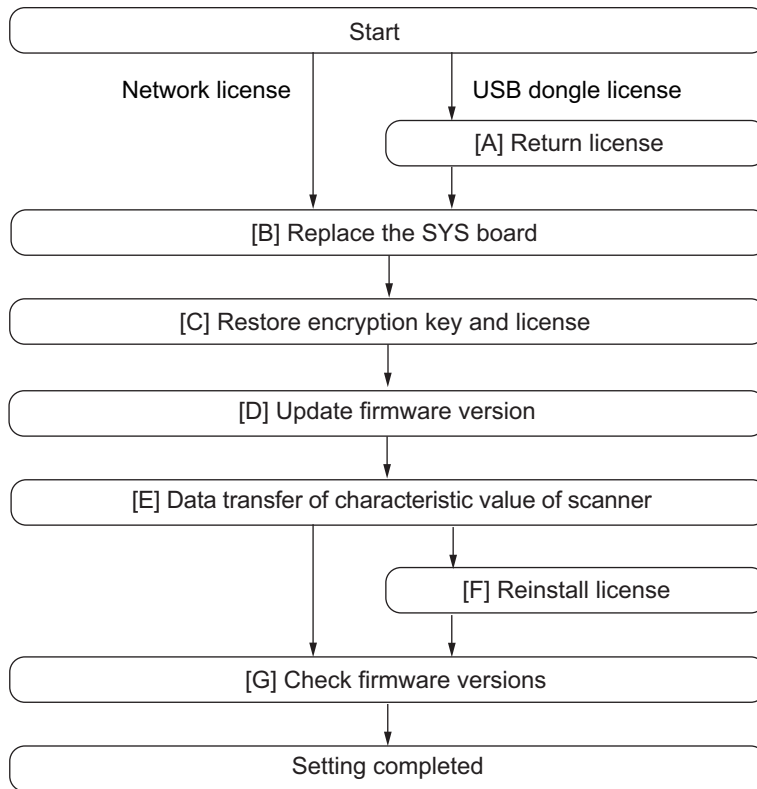 Start
Network license
USB dongle license
[A] Return license
[B] Replace the SYS board
[C] Restore encryption key and license
[D] Update firmware version
[E] Data transfer of characteristic value of scanner
[F] Reinstall license
[G] Check firmware versions
Setting completed